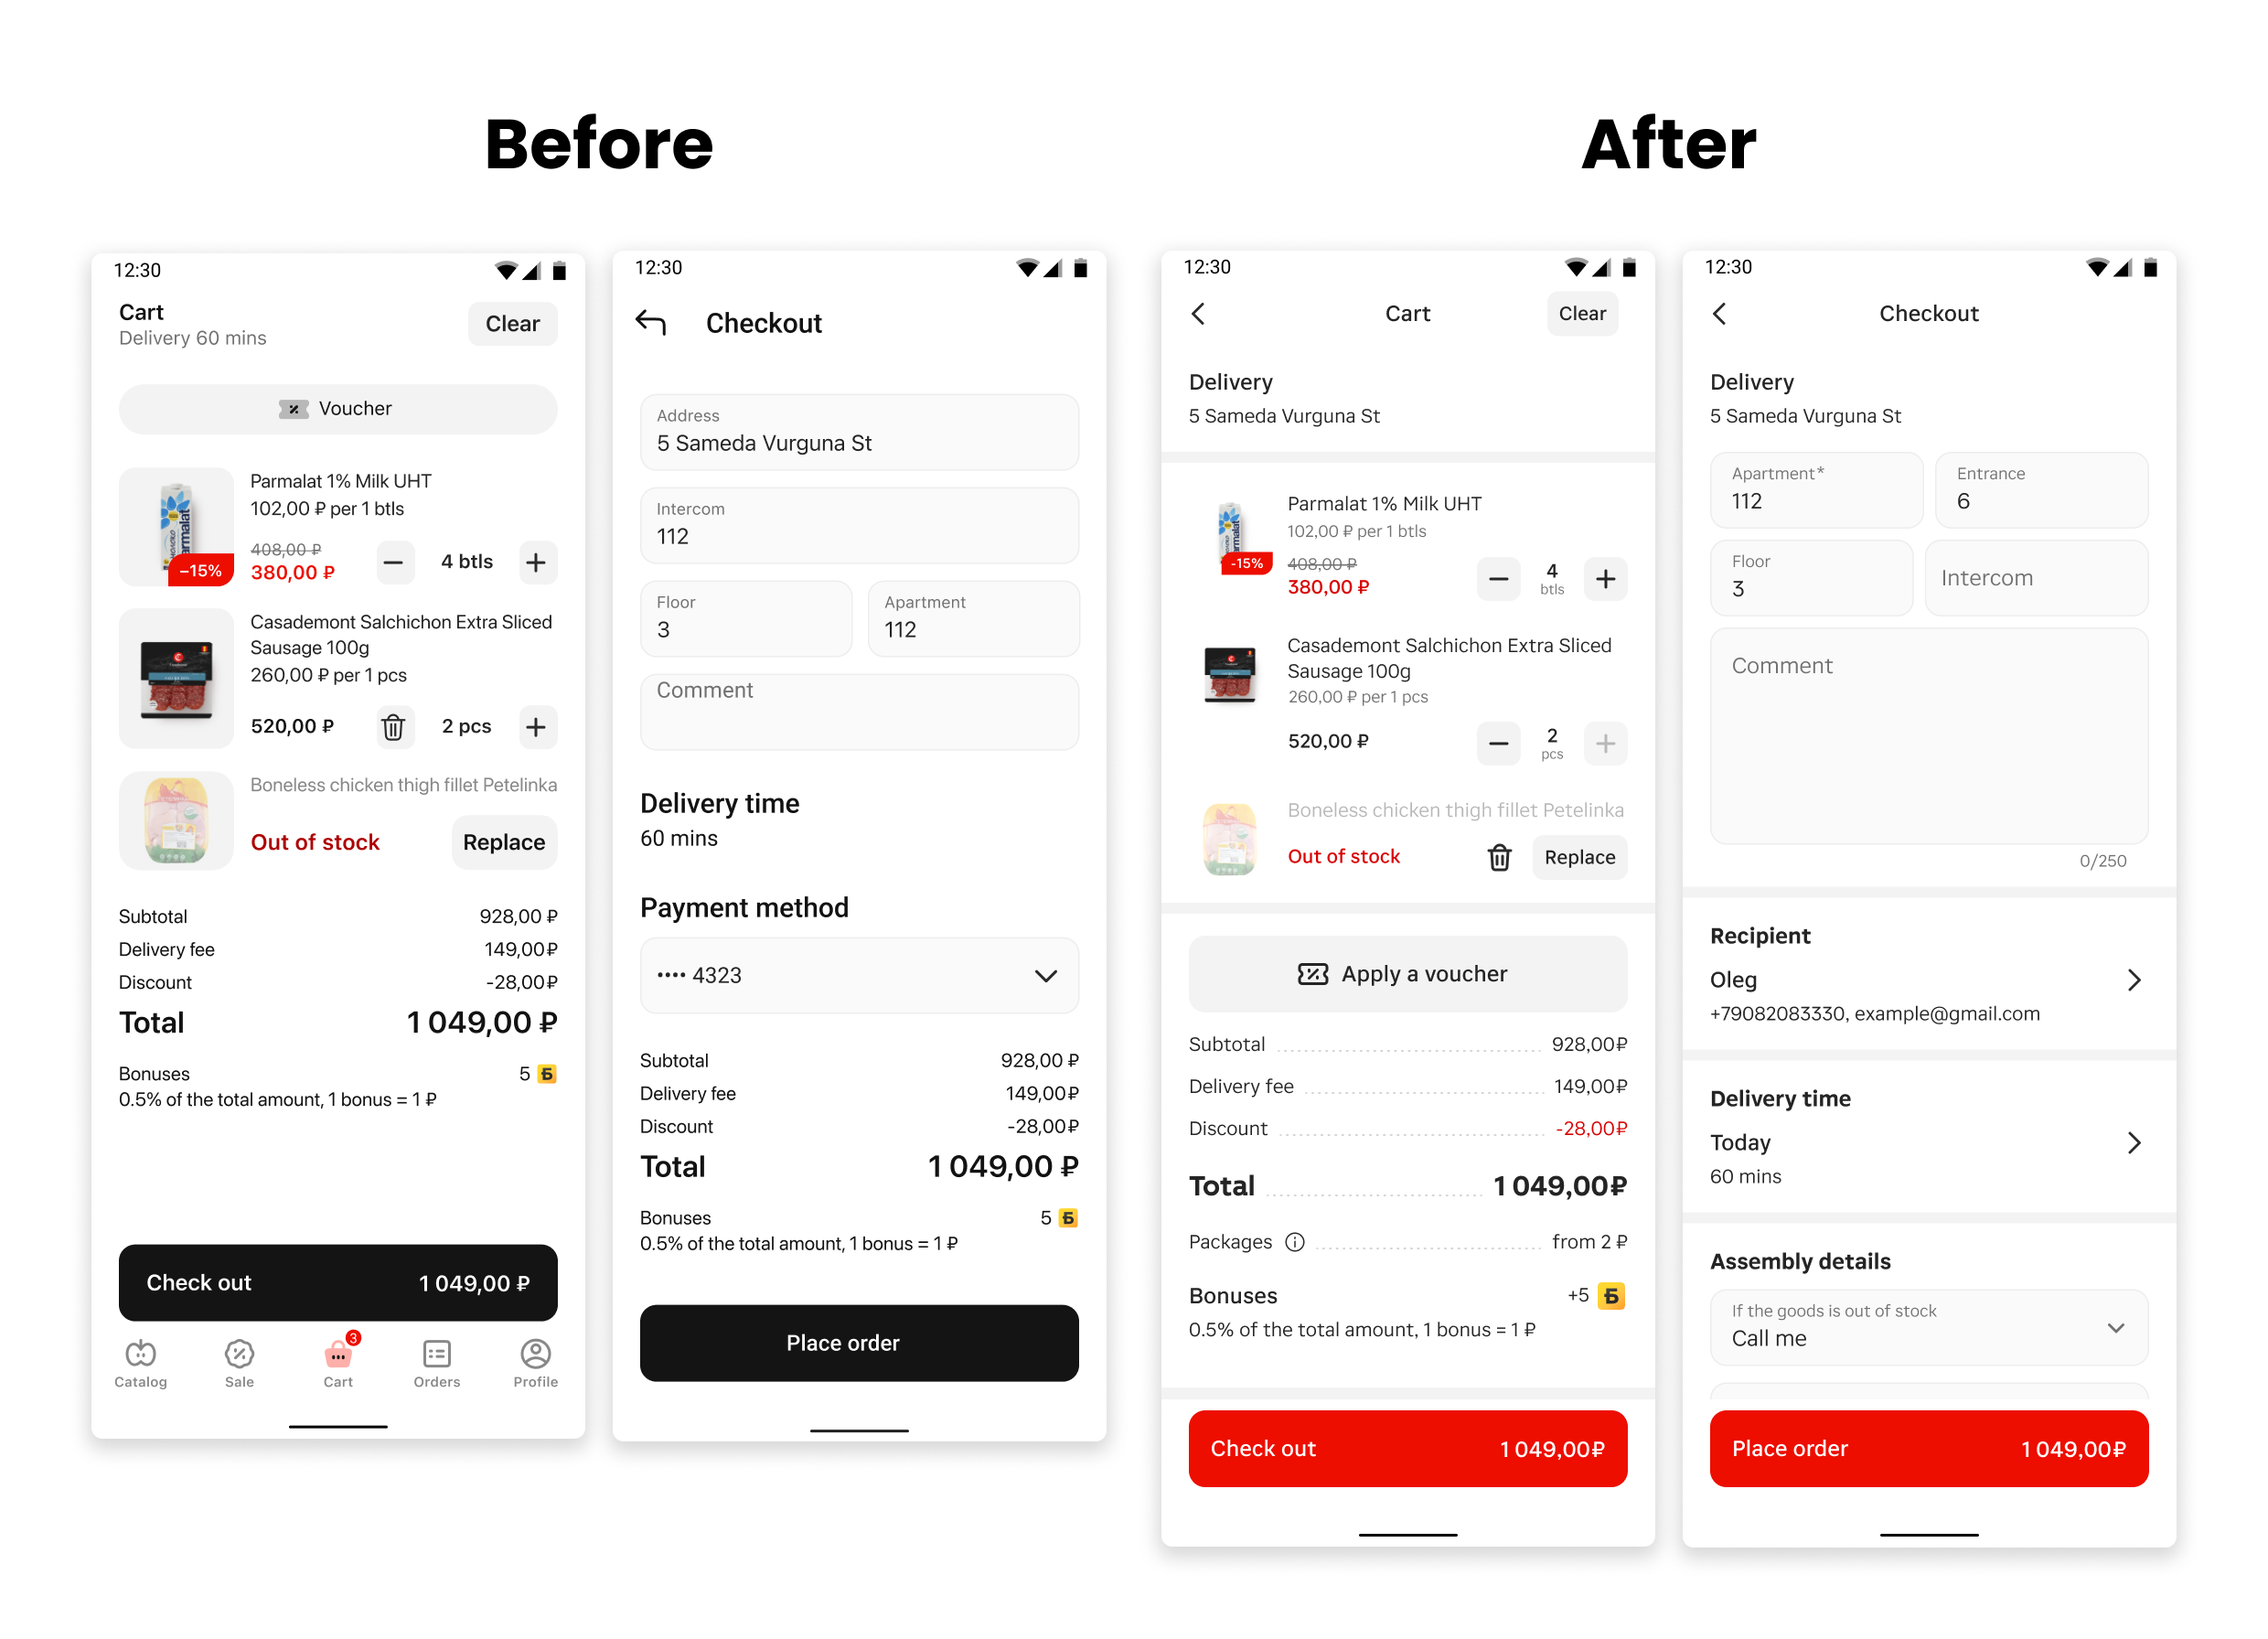 Before
After
12:30
Cart
Delivery 60 mins
Clear
Voucher
Parmalat 1% Milk UHT
102,00 ₽ per 1 btls
408,00 ₽
380,00 ₽
4 btls
–15%
Casademont Salchichon Extra Sliced
Sausage 100g
260,00 ₽ per 1 pcs
520,00 ₽
2 pcs
Boneless chicken thigh fillet Petelinka
Out of stock
Replace
Subtotal 928,00 ₽
Delivery fee 149,00₽
Discount -28,00₽
Total 1 049,00 ₽
Bonuses 5 Б
0.5% of the total amount, 1 bonus = 1 ₽
Check out 1 049,00 ₽
3
Catalog Sale Cart Orders Profile
12:30
Checkout
Address
5 Sameda Vurguna St
Intercom
112
Floor
3
Apartment
112
Comment
Delivery time
60 mins
Payment method
•••• 4323
Subtotal 928,00 ₽
Delivery fee 149,00₽
Discount -28,00₽
Total 1 049,00 ₽
Bonuses 5 Б
0.5% of the total amount, 1 bonus = 1 ₽
Place order
12:30
Cart
Clear
Delivery
5 Sameda Vurguna St
Parmalat 1% Milk UHT
102,00 ₽ per 1 btls
408,00 ₽
380,00 ₽
4
btls
-15%
Casademont Salchichon Extra Sliced
Sausage 100g
260,00 ₽ per 1 pcs
520,00 ₽
2
pcs
Boneless chicken thigh fillet Petelinka
Out of stock
Replace
Apply a voucher
Subtotal 928,00₽
Delivery fee 149,00₽
Discount -28,00₽
Total 1 049,00₽
Packages from 2 ₽
Bonuses +5 Б
0.5% of the total amount, 1 bonus = 1 ₽
Check out 1 049,00₽
12:30
Checkout
Delivery
5 Sameda Vurguna St
Apartment*
112
Entrance
6
Floor
3
Intercom
Comment
0/250
Recipient
Oleg
+79082083330, example@gmail.com
Delivery time
Today
60 mins
Assembly details
If the goods is out of stock
Call me
Place order 1 049,00₽